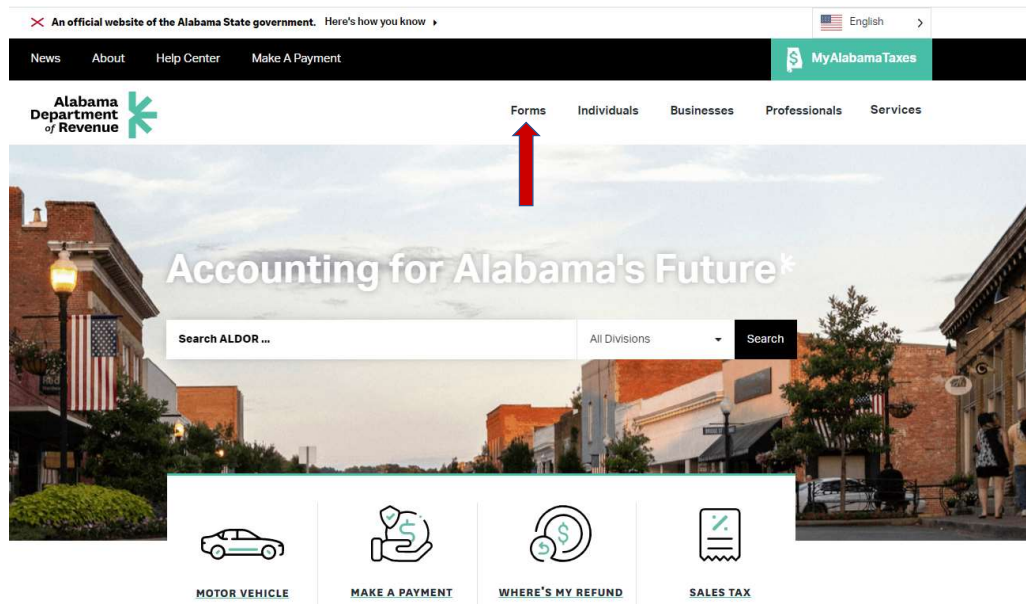 An official website of the Alabama State government. Here's how you know
English
News About Help Center Make A Payment
MyAlabamaTaxes
Alabama
Department
of Revenue
Forms Individuals Businesses Professionals Services
Accounting for Alabama's Future*
Search ALDOR ...
All Divisions
Search
MOTOR VEHICLE
MAKE A PAYMENT
WHERE'S MY REFUND
SALES TAX